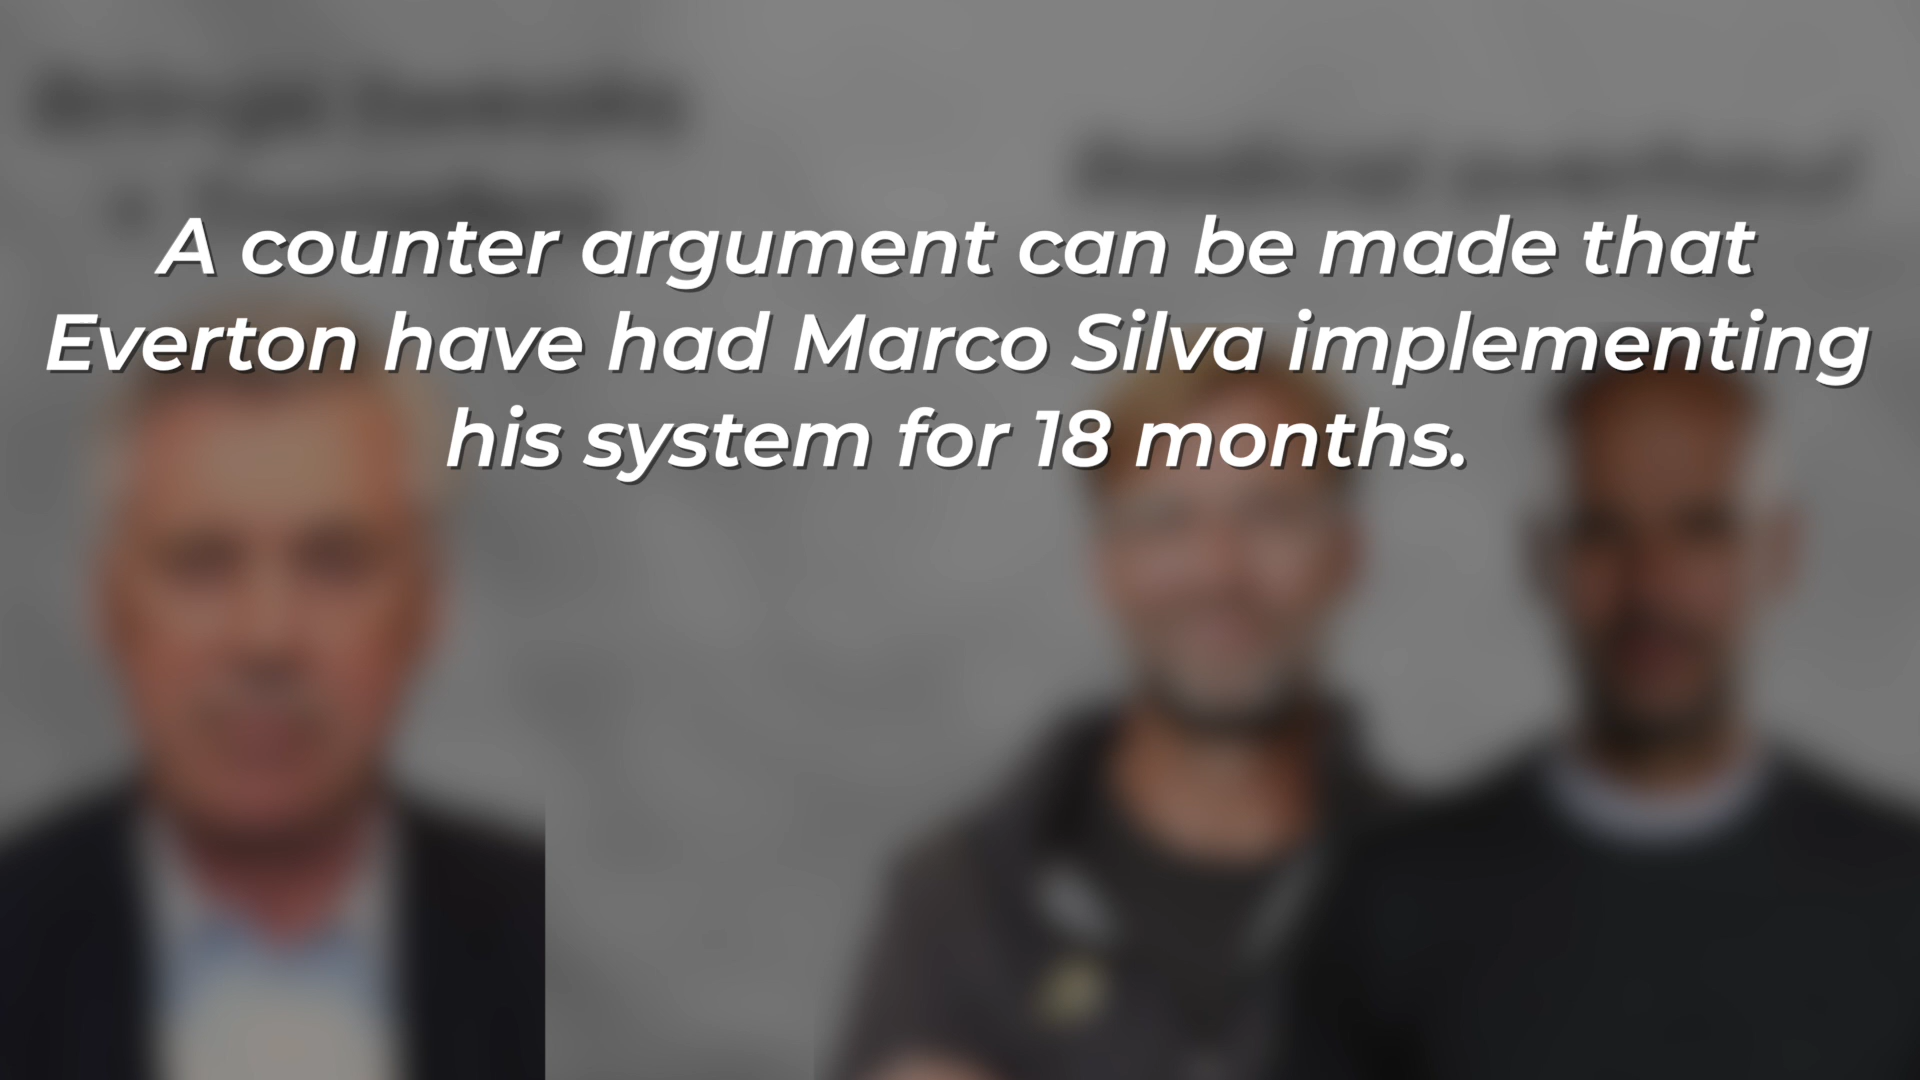 A counter argument can be made that
Everton have had Marco Silva implementing
his system for 18 months.